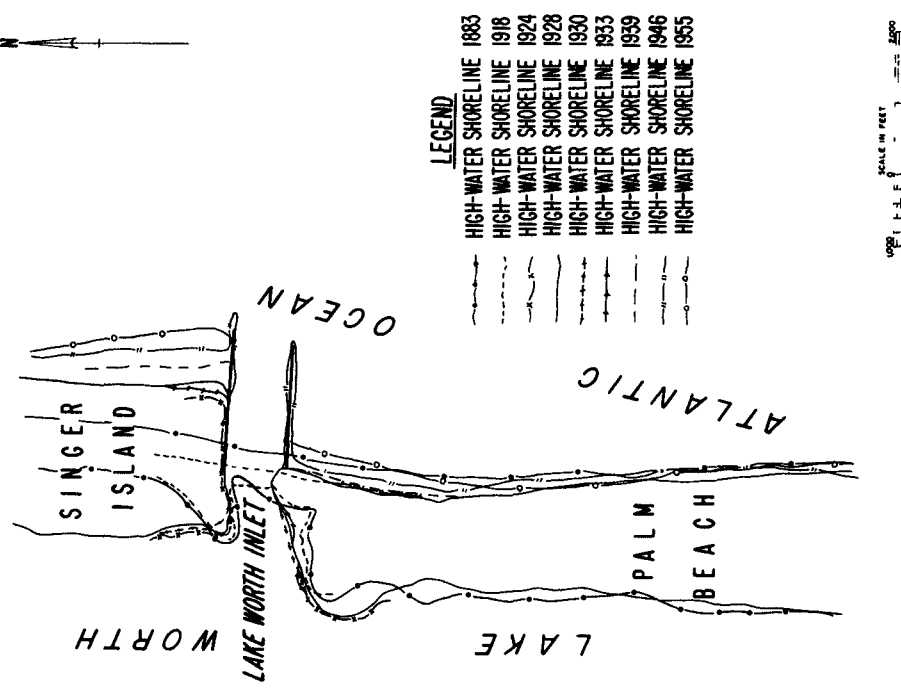 N
LEGEND
HIGH-WATER SHORELINE 1883
HIGH-WATER SHORELINE 1918
HIGH-WATER SHORELINE 1924
HIGH-WATER SHORELINE 1928
HIGH-WATER SHORELINE 1930
HIGH-WATER SHORELINE 1933
HIGH-WATER SHORELINE 1939
HIGH-WATER SHORELINE 1946
HIGH-WATER SHORELINE 1955
SCALE IN FEET
1000 0 2000
ATLANTIC
OCEAN
SINGER
ISLAND
LAKE WORTH INLET
PALM
BEACH
LAKE
WORTH